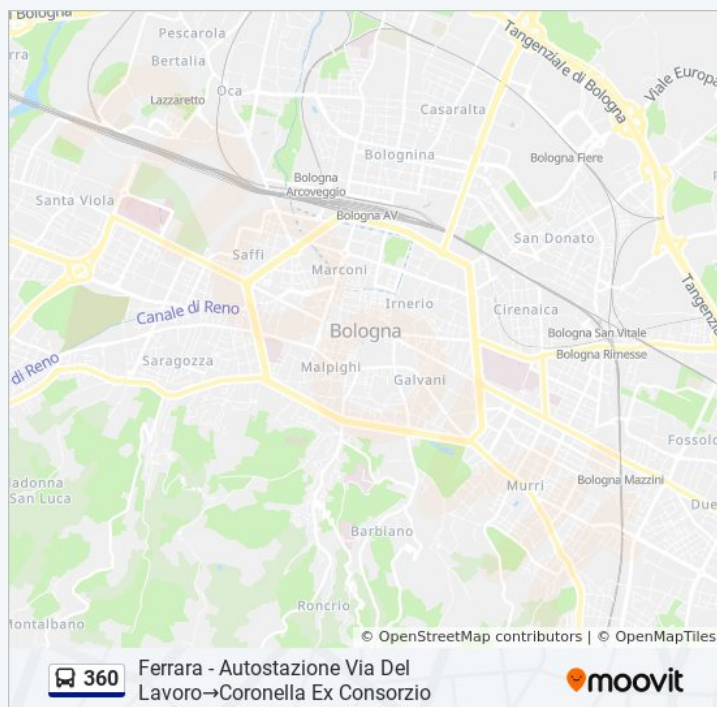 l Bologna
Pescarola
Bertalia
rra
Oca
Lazzaretto
Tangenziale di Bologna
Viale Europa
Casaralta
Bolognina
Bologna Fiere
Bologna
Arcoveggio
Santa Viola
Bologna AV
San Donato
Saffi
Marconi
Tangenzia
Canale di Reno
Irnerio
Cirenaica
Bologna
Bologna San Vitale
Bologna Rimesse
di Reno
Saragozza
Malpighi
Galvani
Fossolo
Bologna Mazzini
adonna
San Luca
Murri
Due
Barbiano
Roncrio
Montalbano
© OpenStreetMap contributors | © OpenMapTiles
360
Ferrara - Autostazione Via Del
Lavoro→Coronella Ex Consorzio
moovit